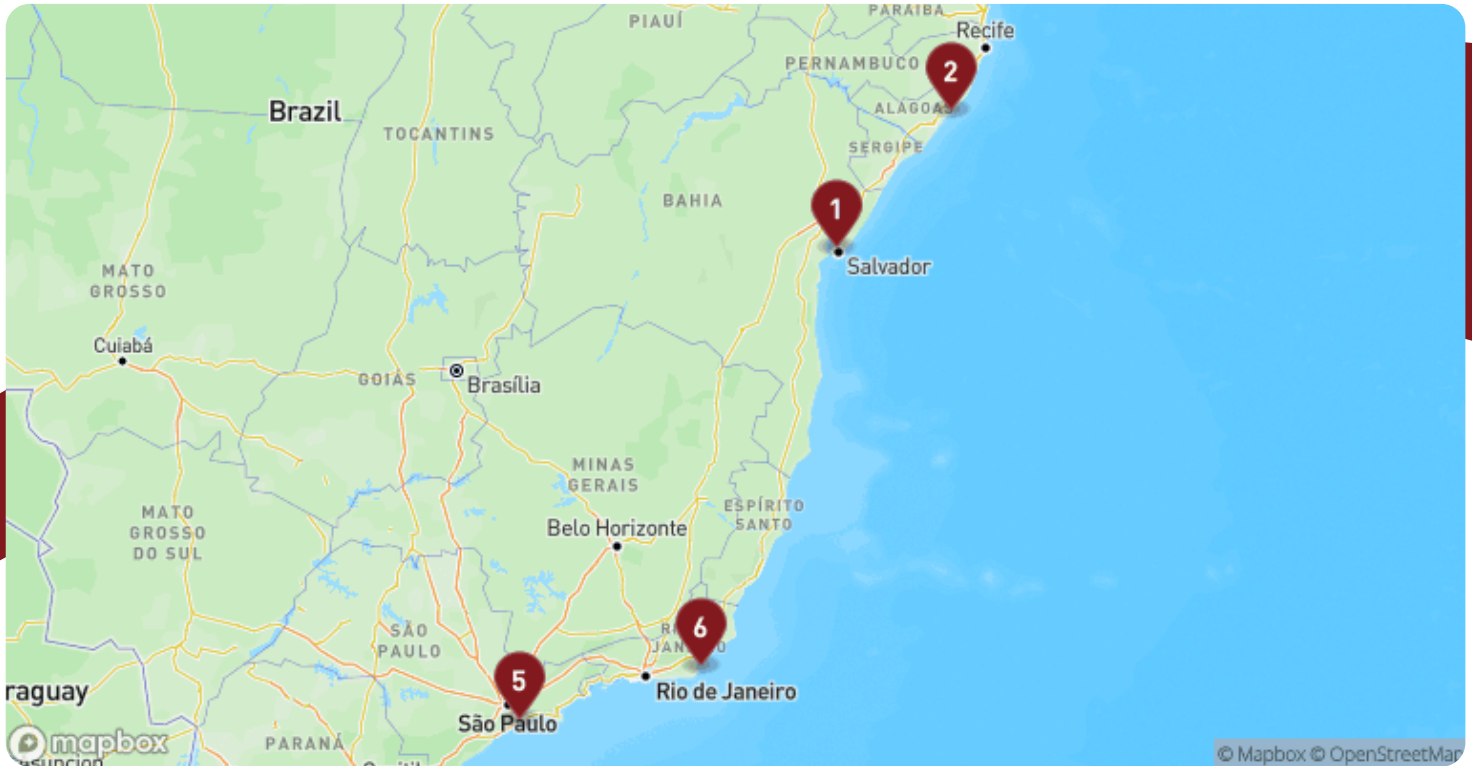 PARAÍBA
PIAUÍ
Recife
PERNAMBUCO
2
Brazil
ALAGOAS
TOCANTINS
SERGIPE
BAHIA
1
Salvador
MATO
GROSSO
Cuiabá
GOIÁS
Brasília
MINAS
GERAIS
ESPÍRITO
SANTO
MATO
GROSSO
DO SUL
Belo Horizonte
SÃO
PAULO
6
5
raguay
Rio de Janeiro
São Paulo
PARANÁ
mapbox
© Mapbox © OpenStreetMap